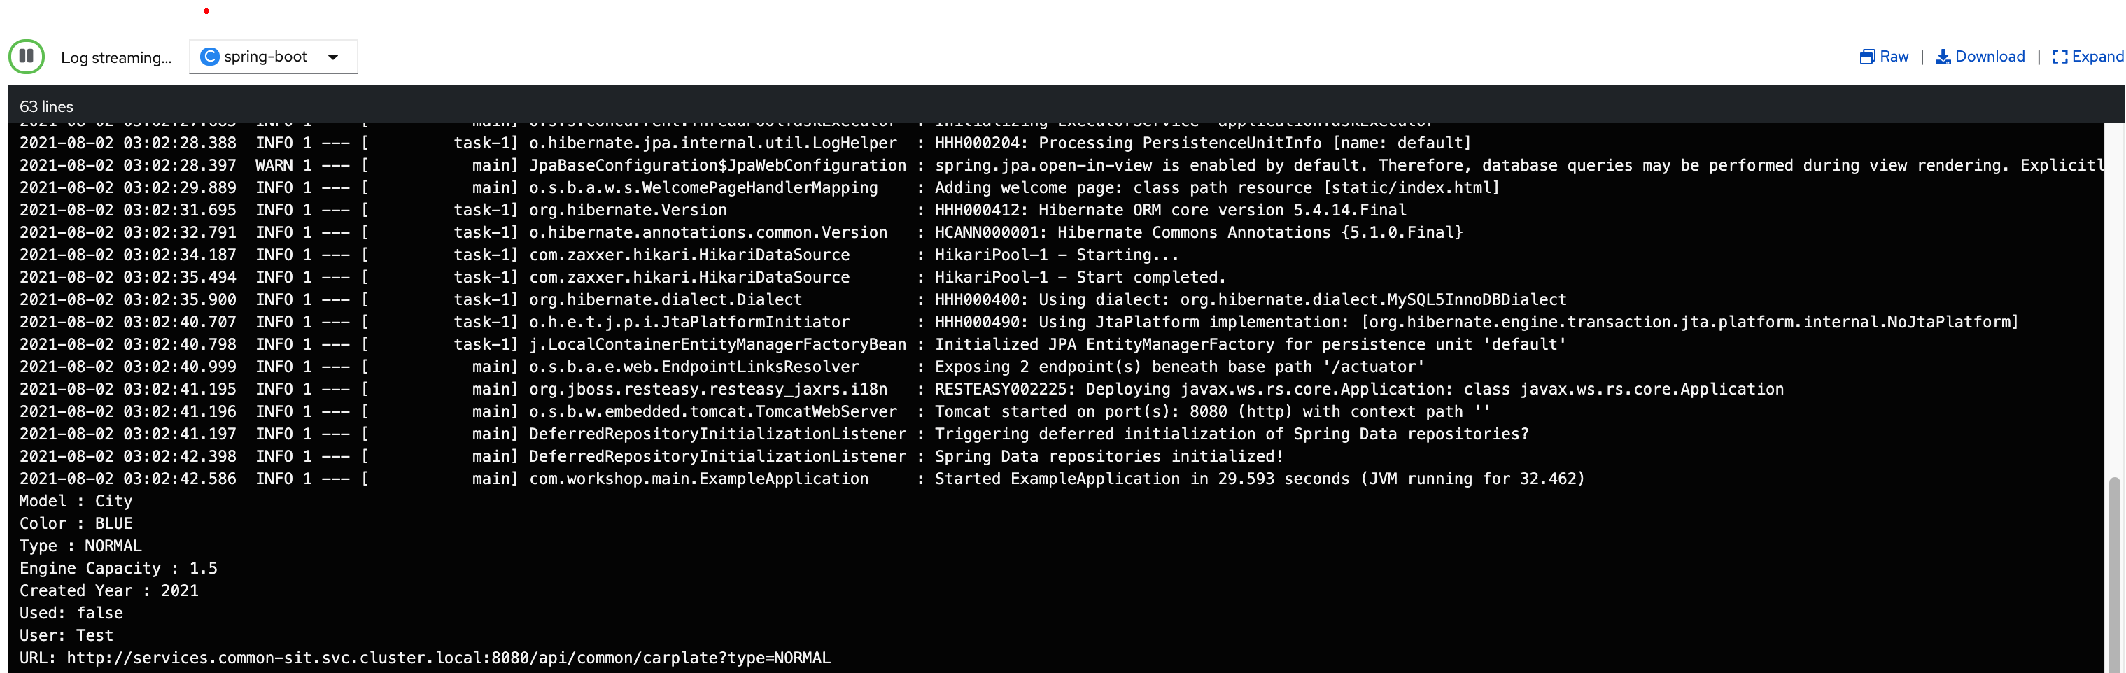 Log streaming...
C spring-boot
Raw | Download | Expand
63 lines
2021-08-02 03:02:28.388 INFO 1 --- [ task-1] o.hibernate.jpa.internal.util.LogHelper : HHH000204: Processing PersistenceUnitInfo [name: default]
2021-08-02 03:02:28.397 WARN 1 --- [ main] JpaBaseConfiguration$JpaWebConfiguration : spring.jpa.open-in-view is enabled by default. Therefore, database queries may be performed during view rendering. Explicitl
2021-08-02 03:02:29.889 INFO 1 --- [ main] o.s.b.a.w.s.WelcomePageHandlerMapping : Adding welcome page: class path resource [static/index.html]
2021-08-02 03:02:31.695 INFO 1 --- [ task-1] org.hibernate.Version : HHH000412: Hibernate ORM core version 5.4.14.Final
2021-08-02 03:02:32.791 INFO 1 --- [ task-1] o.hibernate.annotations.common.Version : HCANN000001: Hibernate Commons Annotations {5.1.0.Final}
2021-08-02 03:02:34.187 INFO 1 --- [ task-1] com.zaxxer.hikari.HikariDataSource : HikariPool-1 - Starting...
2021-08-02 03:02:35.494 INFO 1 --- [ task-1] com.zaxxer.hikari.HikariDataSource : HikariPool-1 - Start completed.
2021-08-02 03:02:35.900 INFO 1 --- [ task-1] org.hibernate.dialect.Dialect : HHH000400: Using dialect: org.hibernate.dialect.MySQL5InnoDBDialect
2021-08-02 03:02:40.707 INFO 1 --- [ task-1] o.h.e.t.j.p.i.JtaPlatformInitiator : HHH000490: Using JtaPlatform implementation: [org.hibernate.engine.transaction.jta.platform.internal.NoJtaPlatform]
2021-08-02 03:02:40.798 INFO 1 --- [ task-1] j.LocalContainerEntityManagerFactoryBean : Initialized JPA EntityManagerFactory for persistence unit 'default'
2021-08-02 03:02:40.999 INFO 1 --- [ main] o.s.b.a.e.web.EndpointLinksResolver : Exposing 2 endpoint(s) beneath base path '/actuator'
2021-08-02 03:02:41.195 INFO 1 --- [ main] org.jboss.resteasy.resteasy_jaxrs.i18n : RESTEASY002225: Deploying javax.ws.rs.core.Application: class javax.ws.rs.core.Application
2021-08-02 03:02:41.196 INFO 1 --- [ main] o.s.b.w.embedded.tomcat.TomcatWebServer : Tomcat started on port(s): 8080 (http) with context path ''
2021-08-02 03:02:41.197 INFO 1 --- [ main] DeferredRepositoryInitializationListener : Triggering deferred initialization of Spring Data repositories?
2021-08-02 03:02:42.398 INFO 1 --- [ main] DeferredRepositoryInitializationListener : Spring Data repositories initialized!
2021-08-02 03:02:42.586 INFO 1 --- [ main] com.workshop.main.ExampleApplication : Started ExampleApplication in 29.593 seconds (JVM running for 32.462)
Model : City
Color : BLUE
Type : NORMAL
Engine Capacity : 1.5
Created Year : 2021
Used: false
User: Test
URL: http://services.common-sit.svc.cluster.local:8080/api/common/carplate?type=NORMAL